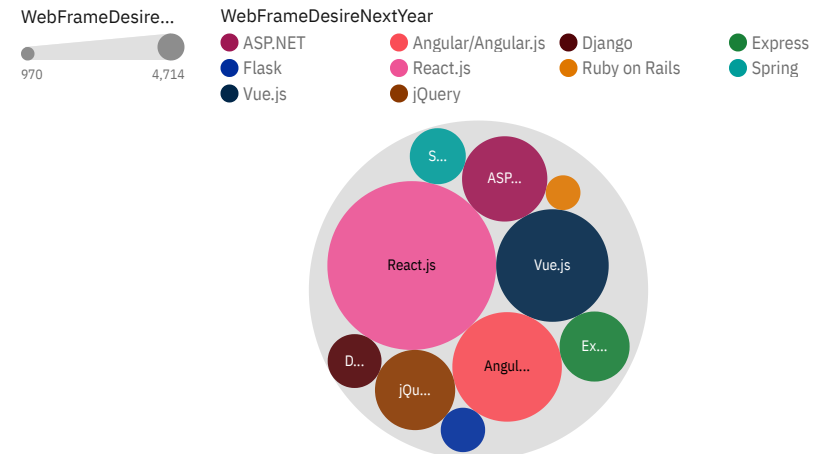 WebFrameDesire...
970 4,714
WebFrameDesireNextYear
ASP.NET Angular/Angular.js Django Express
Flask React.js Ruby on Rails Spring
Vue.js jQuery
S...
ASP...
React.js
Vue.js
Ex...
D...
Angul...
jQu...